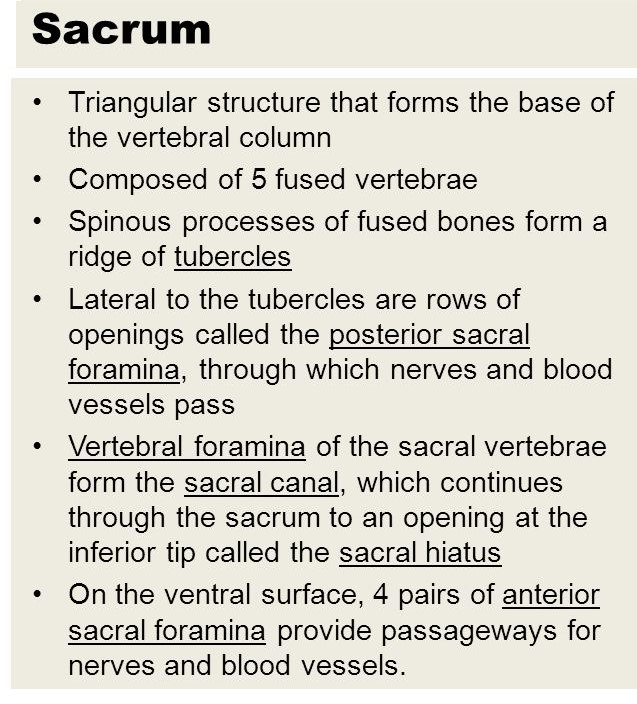 Sacrum
• Triangular structure that forms the base of
the vertebral column
• Composed of 5 fused vertebrae
• Spinous processes of fused bones form a
ridge of tubercles
• Lateral to the tubercles are rows of
openings called the posterior sacral
foramina, through which nerves and blood
vessels pass
• Vertebral foramina of the sacral vertebrae
form the sacral canal, which continues
through the sacrum to an opening at the
inferior tip called the sacral hiatus
• On the ventral surface, 4 pairs of anterior
sacral foramina provide passageways for
nerves and blood vessels.